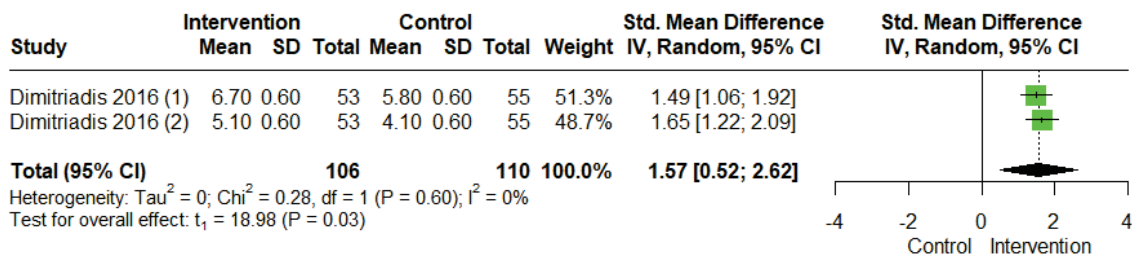 Intervention Control Std. Mean Difference Std. Mean Difference
Study Mean SD Total Mean SD Total Weight IV, Random, 95% CI IV, Random, 95% CI
Dimitriadis 2016 (1) 6.70 0.60 53 5.80 0.60 55 51.3% 1.49 [1.06; 1.92]
Dimitriadis 2016 (2) 5.10 0.60 53 4.10 0.60 55 48.7% 1.65 [1.22; 2.09]
Total (95% CI) 106 110 100.0% 1.57 [0.52; 2.62]
Heterogeneity: Tau² = 0; Chi² = 0.28, df = 1 (P = 0.60); I² = 0%
Test for overall effect: t₁ = 18.98 (P = 0.03)
-4 -2 0 2 4
Control Intervention